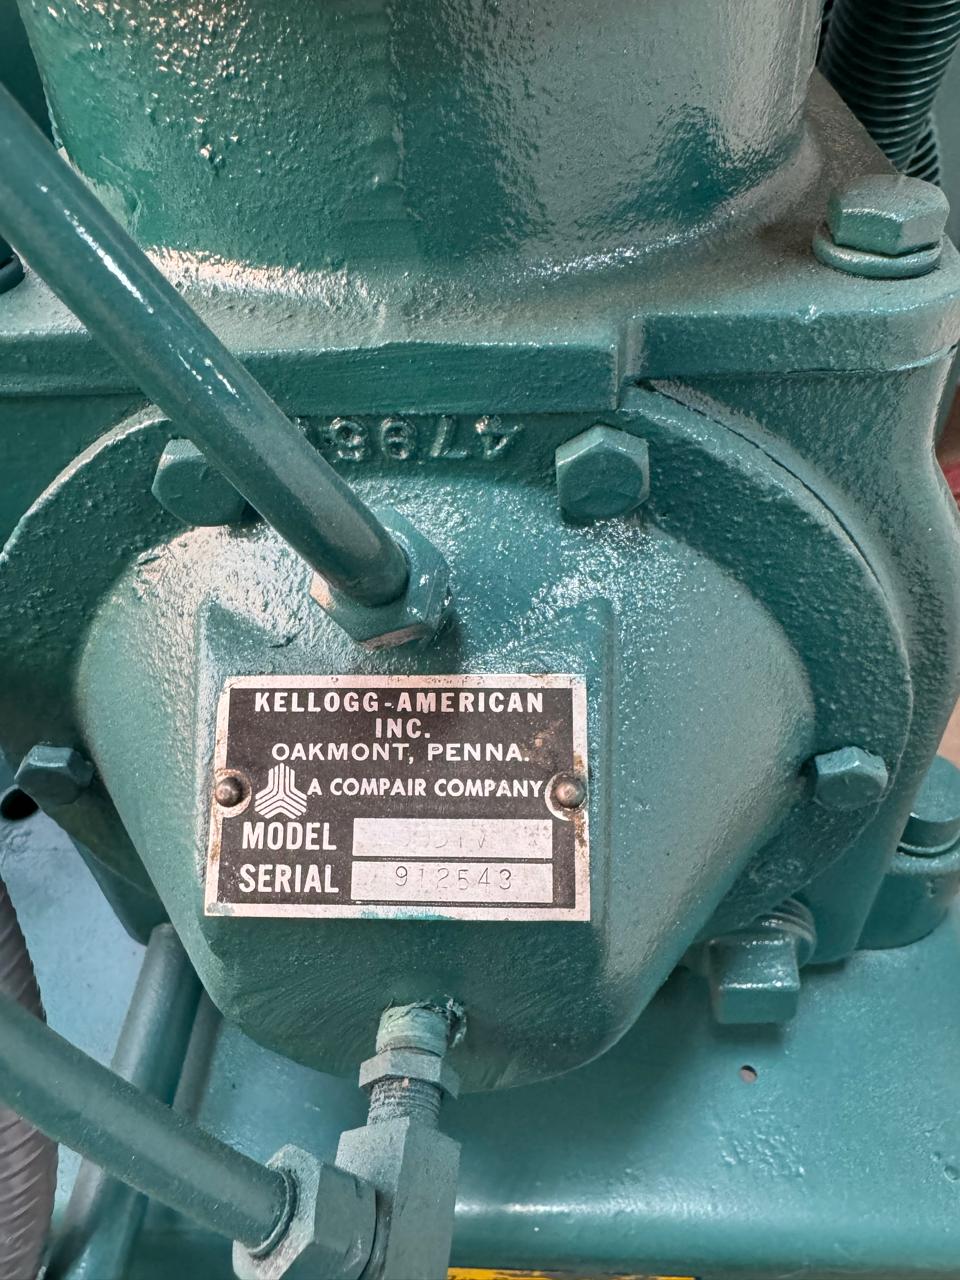 KELLOGG-AMERICAN
INC.
OAKMONT, PENNA.
A COMPAIR COMPANY
MODEL
SERIAL 912543